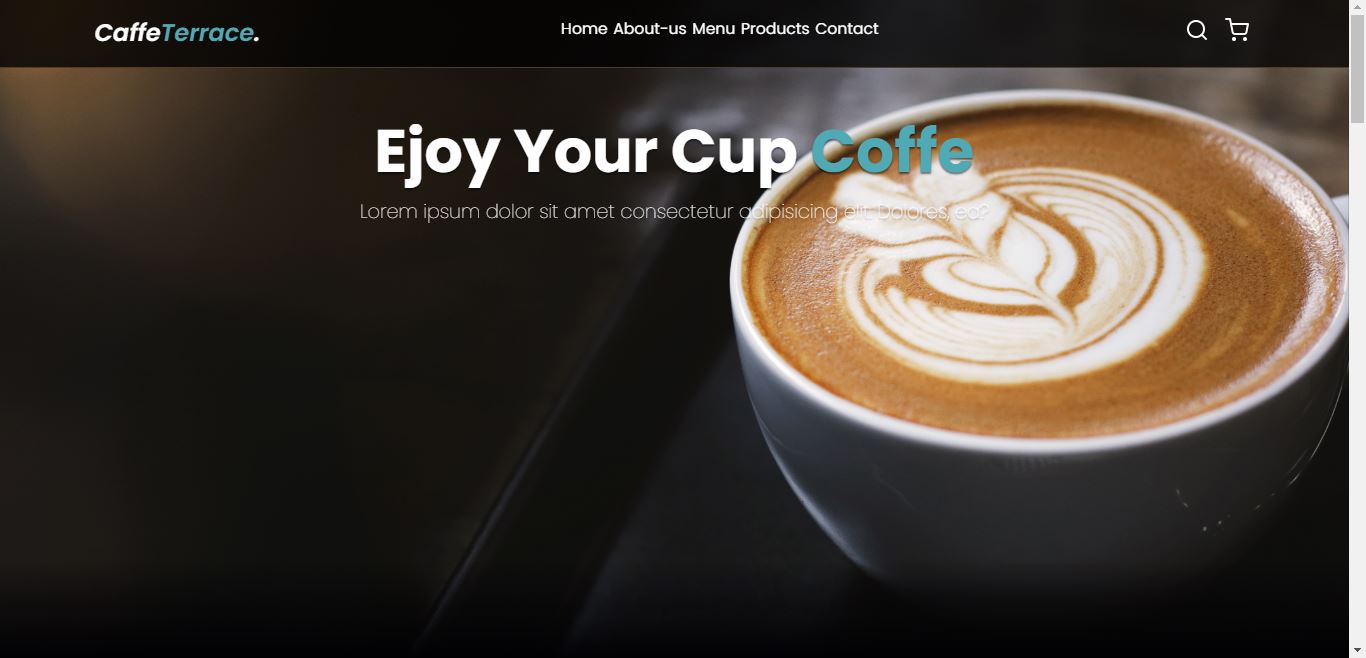 CaffeTerrace.
Home About-us Menu Products Contact
Ejoy Your Cup Coffe
Lorem ipsum dolor sit amet consectetur adipisicing elit. Dolores, ea?